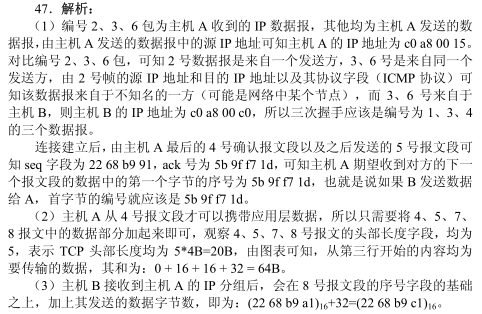 47．解析：
（1）编号 2、3、6 包为主机 A 收到的 IP 数据报，其他均为主机 A 发送的数
据报,由主机 A 发送的数据报中的源 IP 地址可知主机 A 的 IP 地址为 c0 a8 00 15。
对比编号 2、3、6 包，可知 2 号数据报是来自一个发送方，3、6 号是来自同一个
发送方，由 2 号帧的源 IP 地址和目的 IP 地址以及其协议字段（ICMP 协议）可
知该数据报来自于不知名的一方（可能是网络中某个节点），而 3、6 号来自于
主机 B，则主机 B 的 IP 地址为 c0 a8 00 c0，所以三次握手应该是编号为 1、3、4
的三个数据报。
连接建立后，由主机 A 最后的 4 号确认报文段以及之后发送的 5 号报文段可
知 seq 字段为 22 68 b9 91，ack 号为 5b 9f f7 1d，可知主机 A 期望收到对方的下一
个报文段的数据中的第一个字节的序号为 5b 9f f7 1d，也就是说如果 B 发送数据
给 A，首字节的编号就应该是 5b 9f f7 1d。
（2）主机 A 从 4 号报文段才可以携带应用层数据，所以只需要将 4、5、7、
8 报文中的数据部分加起来即可，观察 4、5、7、8 号报文的头部长度字段，均为
5，表示 TCP 头部长度均为 5*4B=20B，由图表可知，从第三行开始的内容均为
要传输的数据，其和为：0 + 16 + 16 + 32 = 64B。
（3）主机 B 接收到主机 A 的 IP 分组后，会在 8 号报文段的序号字段的基础
之上，加上其发送的数据字节数，即为：(22 68 b9 a1)₁₆+32=(22 68 b9 c1)₁₆。